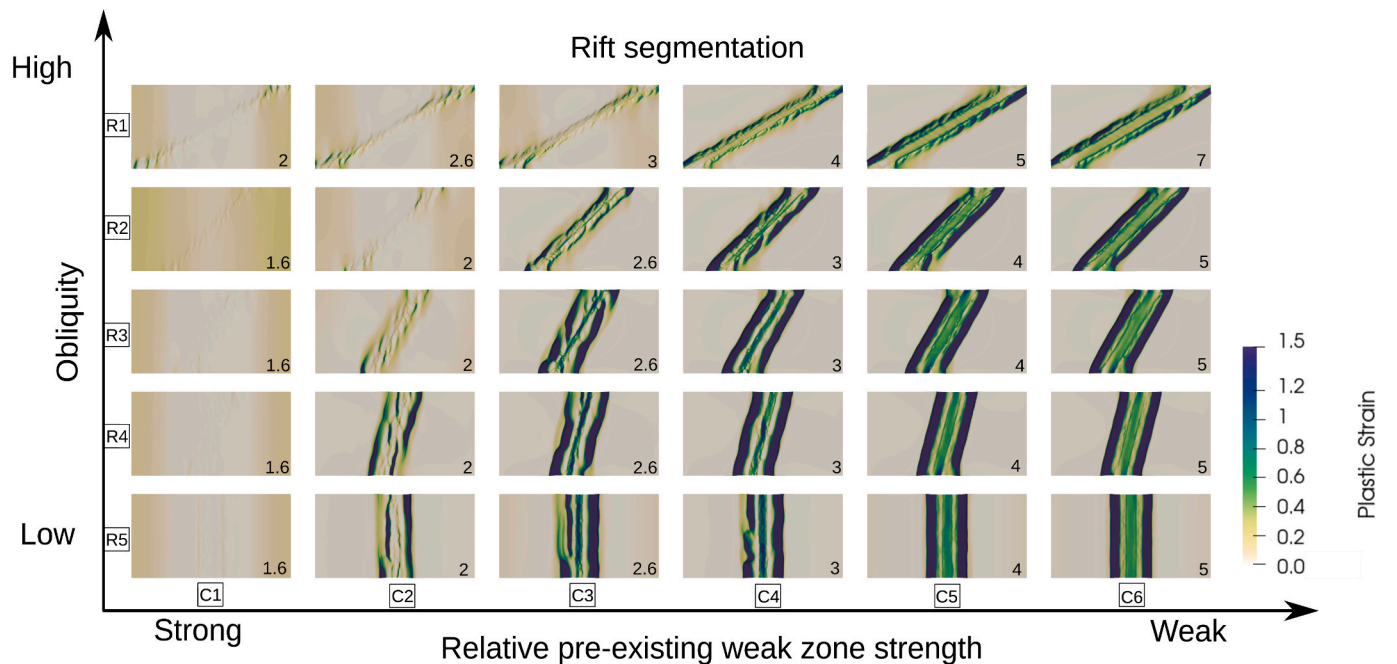 Rift segmentation
High
R1
2
2.6
3
4
5
7
R2
1.6
2
2.6
3
4
5
Obliquity
R3
1.6
2
2.6
3
4
5
R4
1.6
2
2.6
3
4
5
Low
R5
1.6
2
2.6
3
4
5
1.5
1.2
1
0.8
0.6
0.4
0.2
0.0
Plastic Strain
C1
C2
C3
C4
C5
C6
Strong
Relative pre-existing weak zone strength
Weak